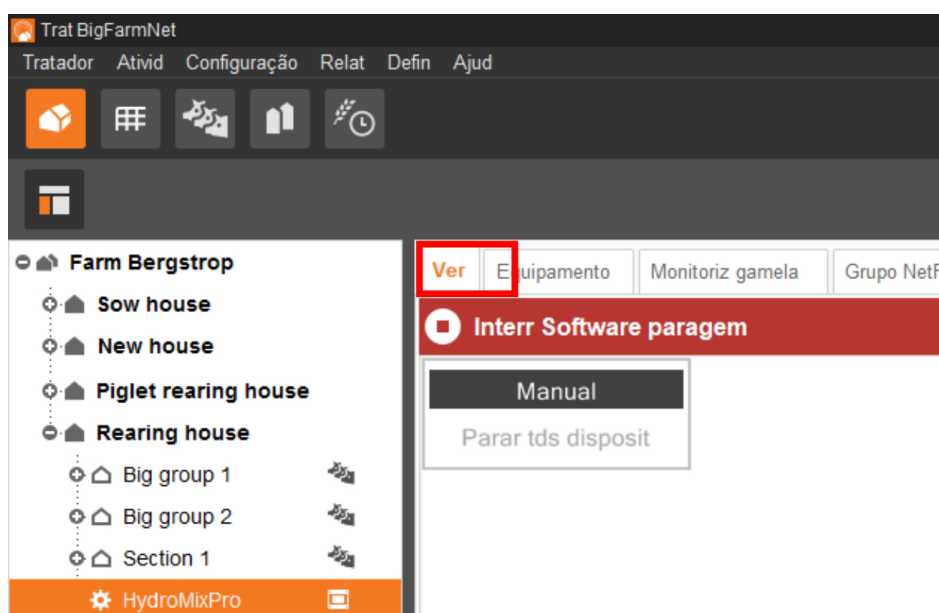 Trat BigFarmNet
Tratador Ativid Configuração Relat Defin Ajud
Farm Bergstrop
Sow house
New house
Piglet rearing house
Rearing house
Big group 1
Big group 2
Section 1
HydroMixPro
Ver Equipamento Monitoriz gamela Grupo NetF
Interr Software paragem
Manual
Parar tds disposit